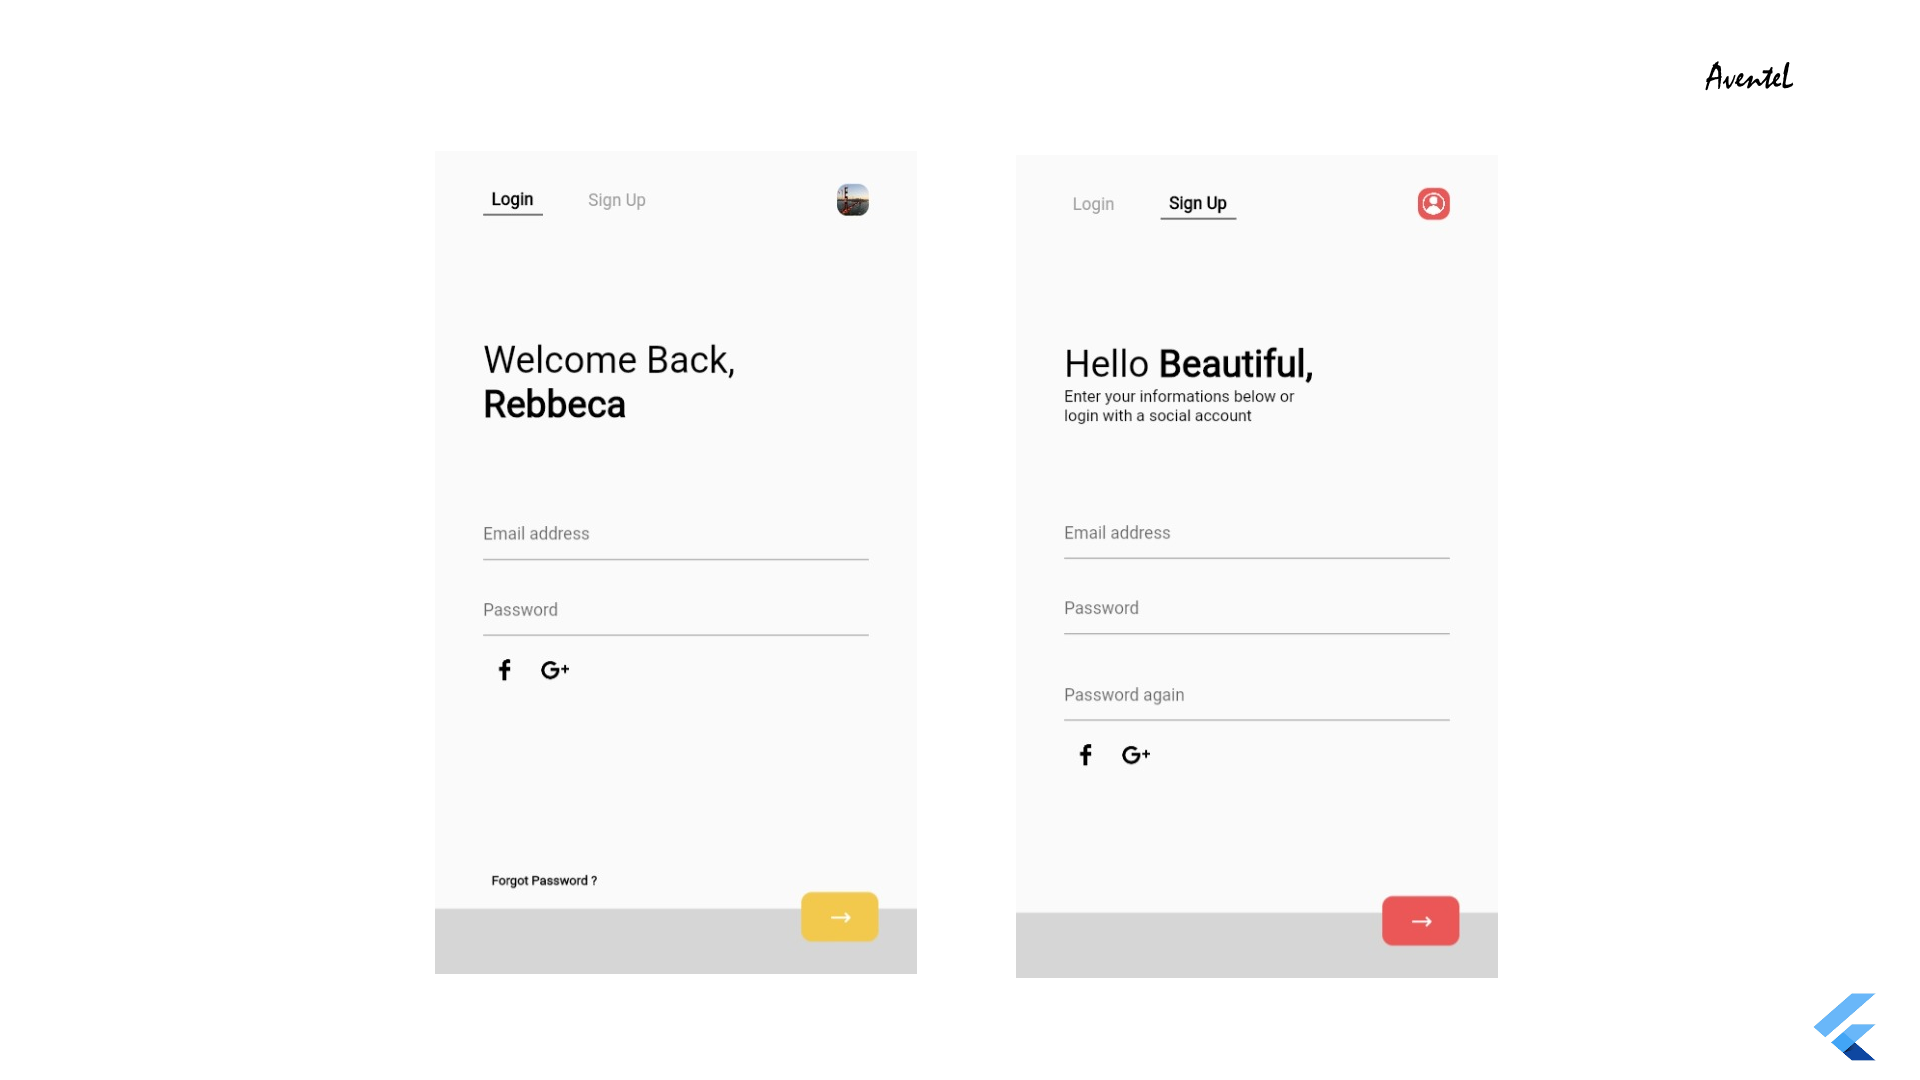 AventeL
Login
Sign Up
Welcome Back,
Rebbeca
Email address
Password
f G+
Forgot Password ?
Login
Sign Up
Hello Beautiful,
Enter your informations below or
login with a social account
Email address
Password
Password again
f G+